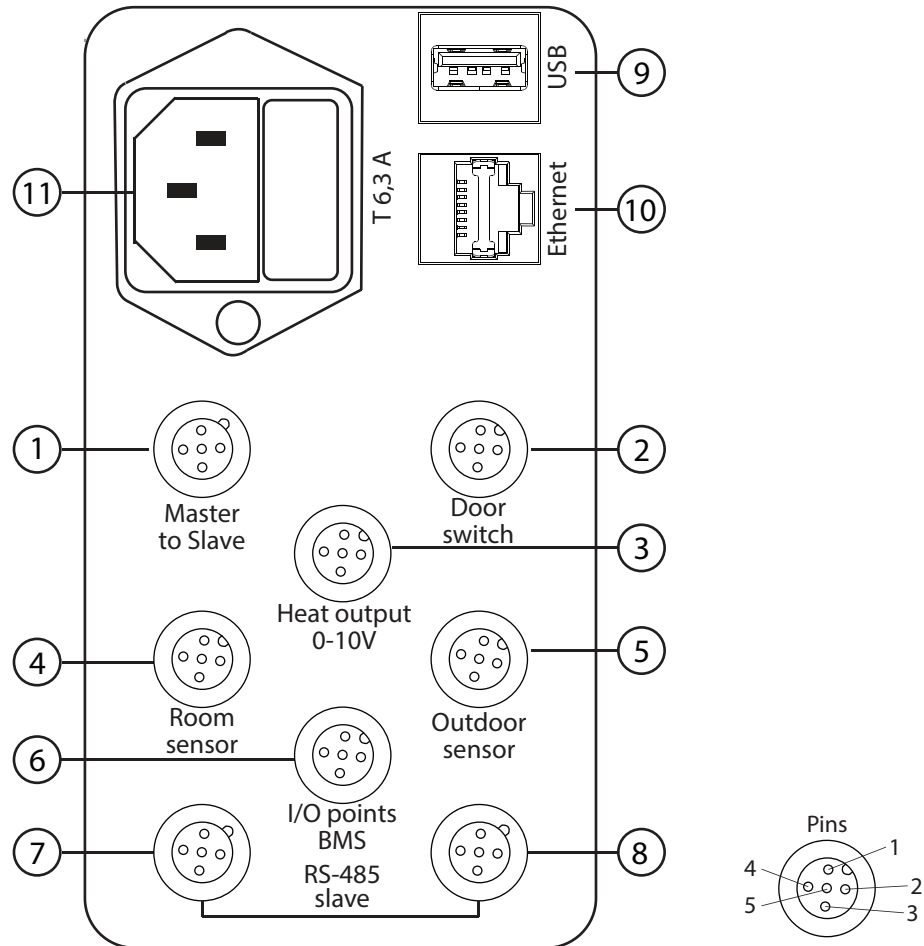 USB
9
T 6,3 A
11
Ethernet
10
1
2
Master
to Slave
Door
switch
3
Heat output
0-10V
4
5
Room
sensor
Outdoor
sensor
6
I/O points
BMS
7
8
RS-485
slave
Pins
1
4
2
5
3